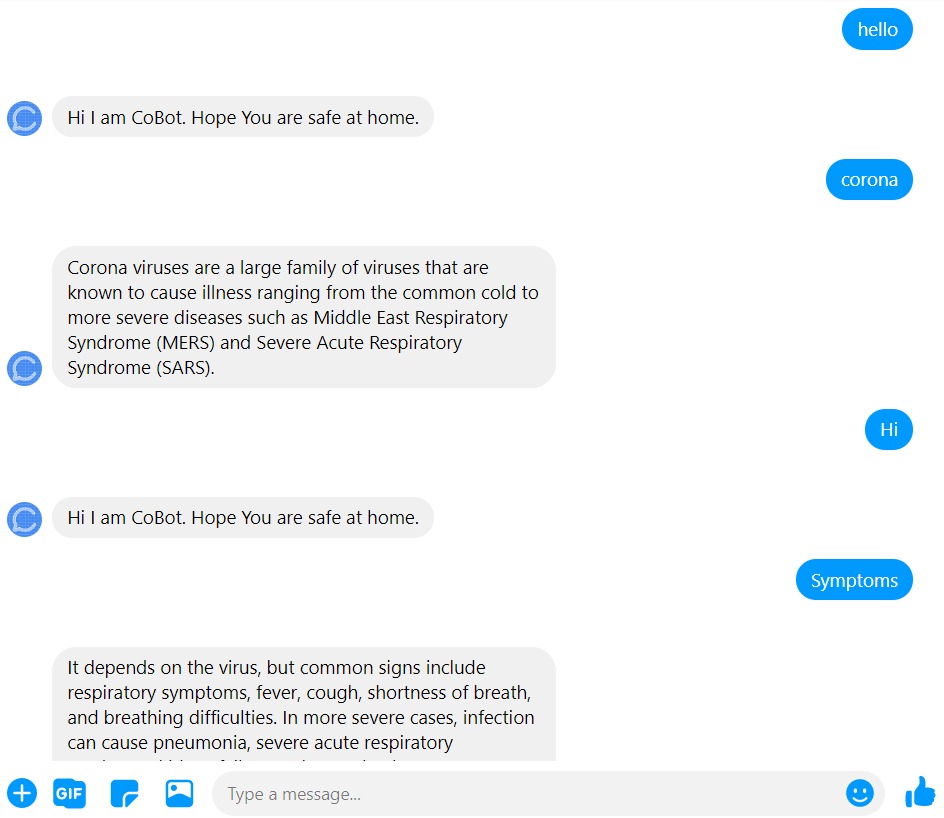 hello
Hi I am CoBot. Hope You are safe at home.
corona
Corona viruses are a large family of viruses that are
known to cause illness ranging from the common cold to
more severe diseases such as Middle East Respiratory
Syndrome (MERS) and Severe Acute Respiratory
Syndrome (SARS).
Hi
Hi I am CoBot. Hope You are safe at home.
Symptoms
It depends on the virus, but common signs include
respiratory symptoms, fever, cough, shortness of breath,
and breathing difficulties. In more severe cases, infection
can cause pneumonia, severe acute respiratory
GIF
Type a message...